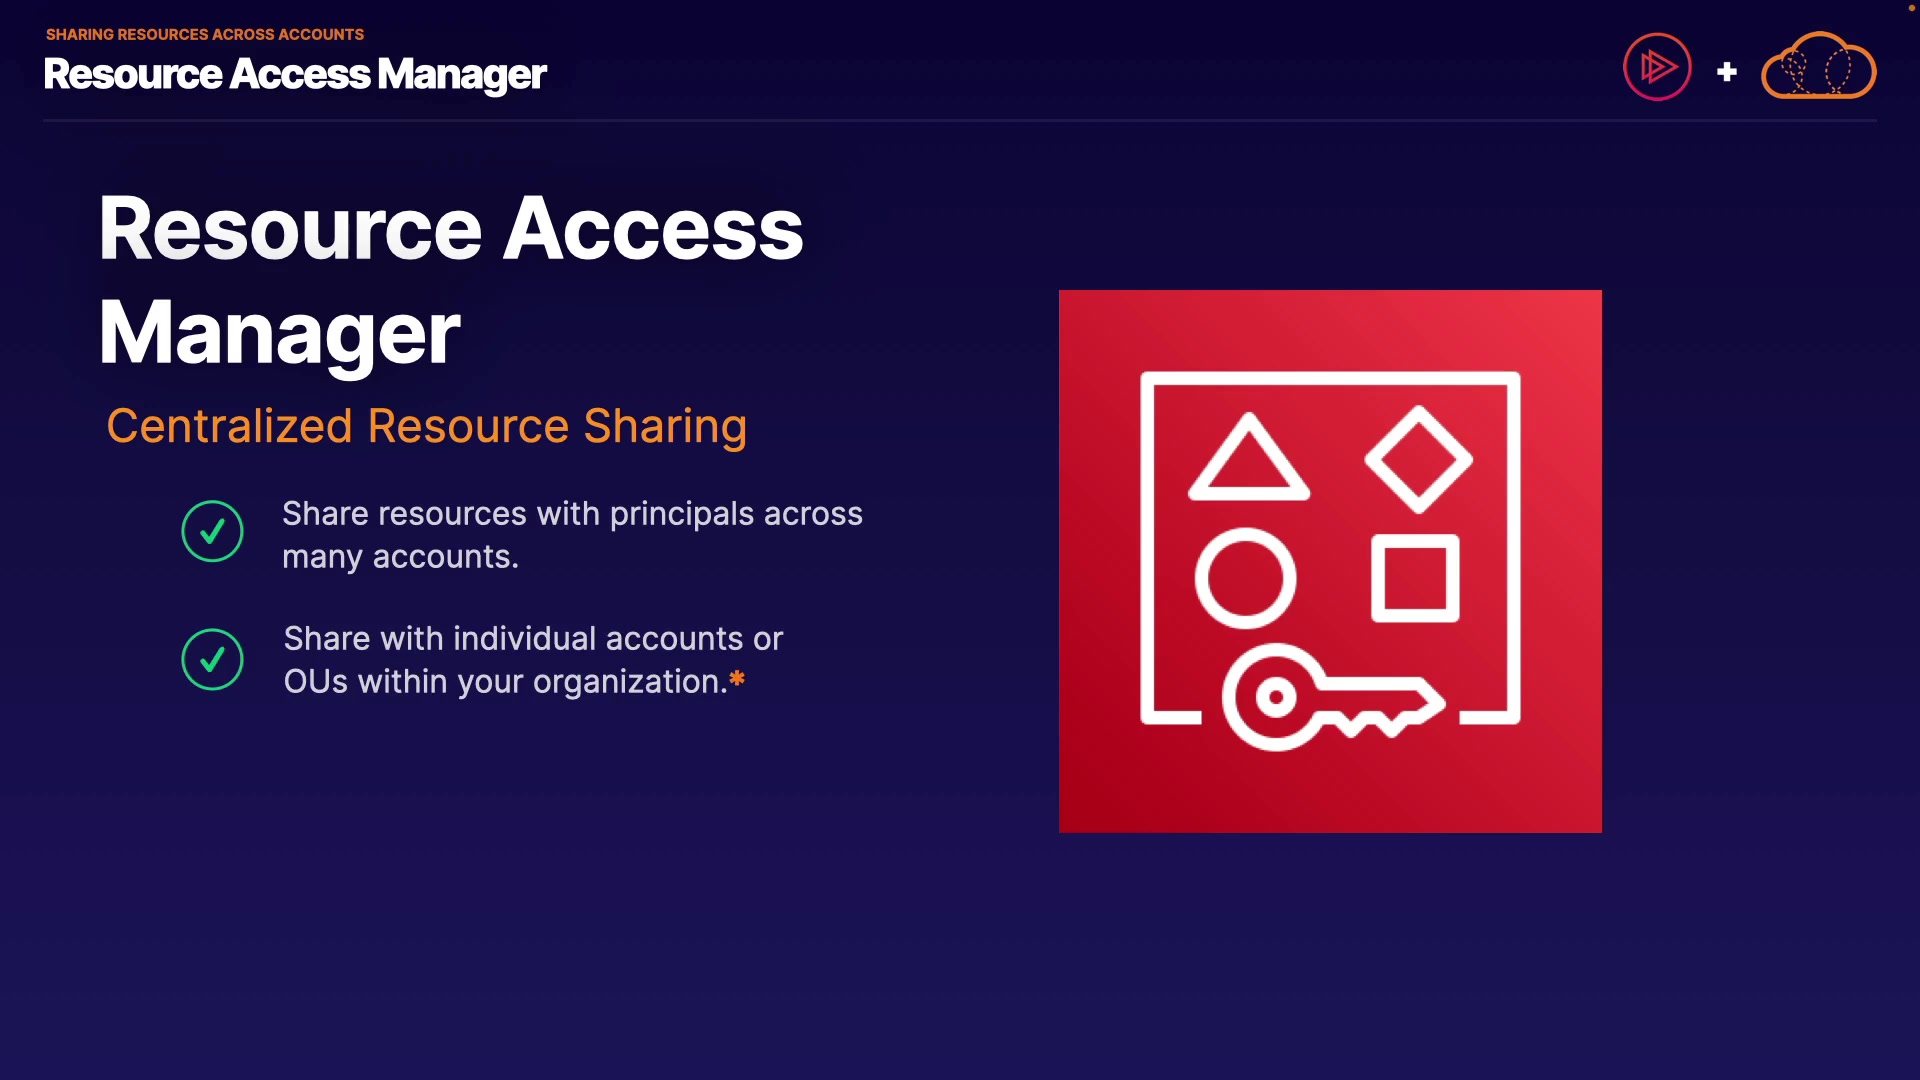 SHARING RESOURCES ACROSS ACCOUNTS
Resource Access Manager
Resource Access
Manager
Centralized Resource Sharing
Share resources with principals across
many accounts.
Share with individual accounts or
OUs within your organization.*